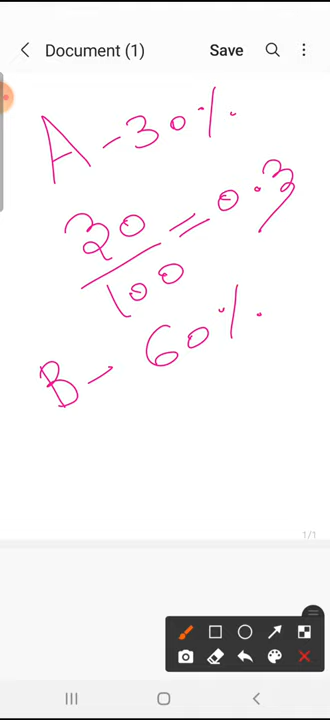 Document (1) Save
A - 30%.
30/100 = 0.3
B - 60%.
1/1